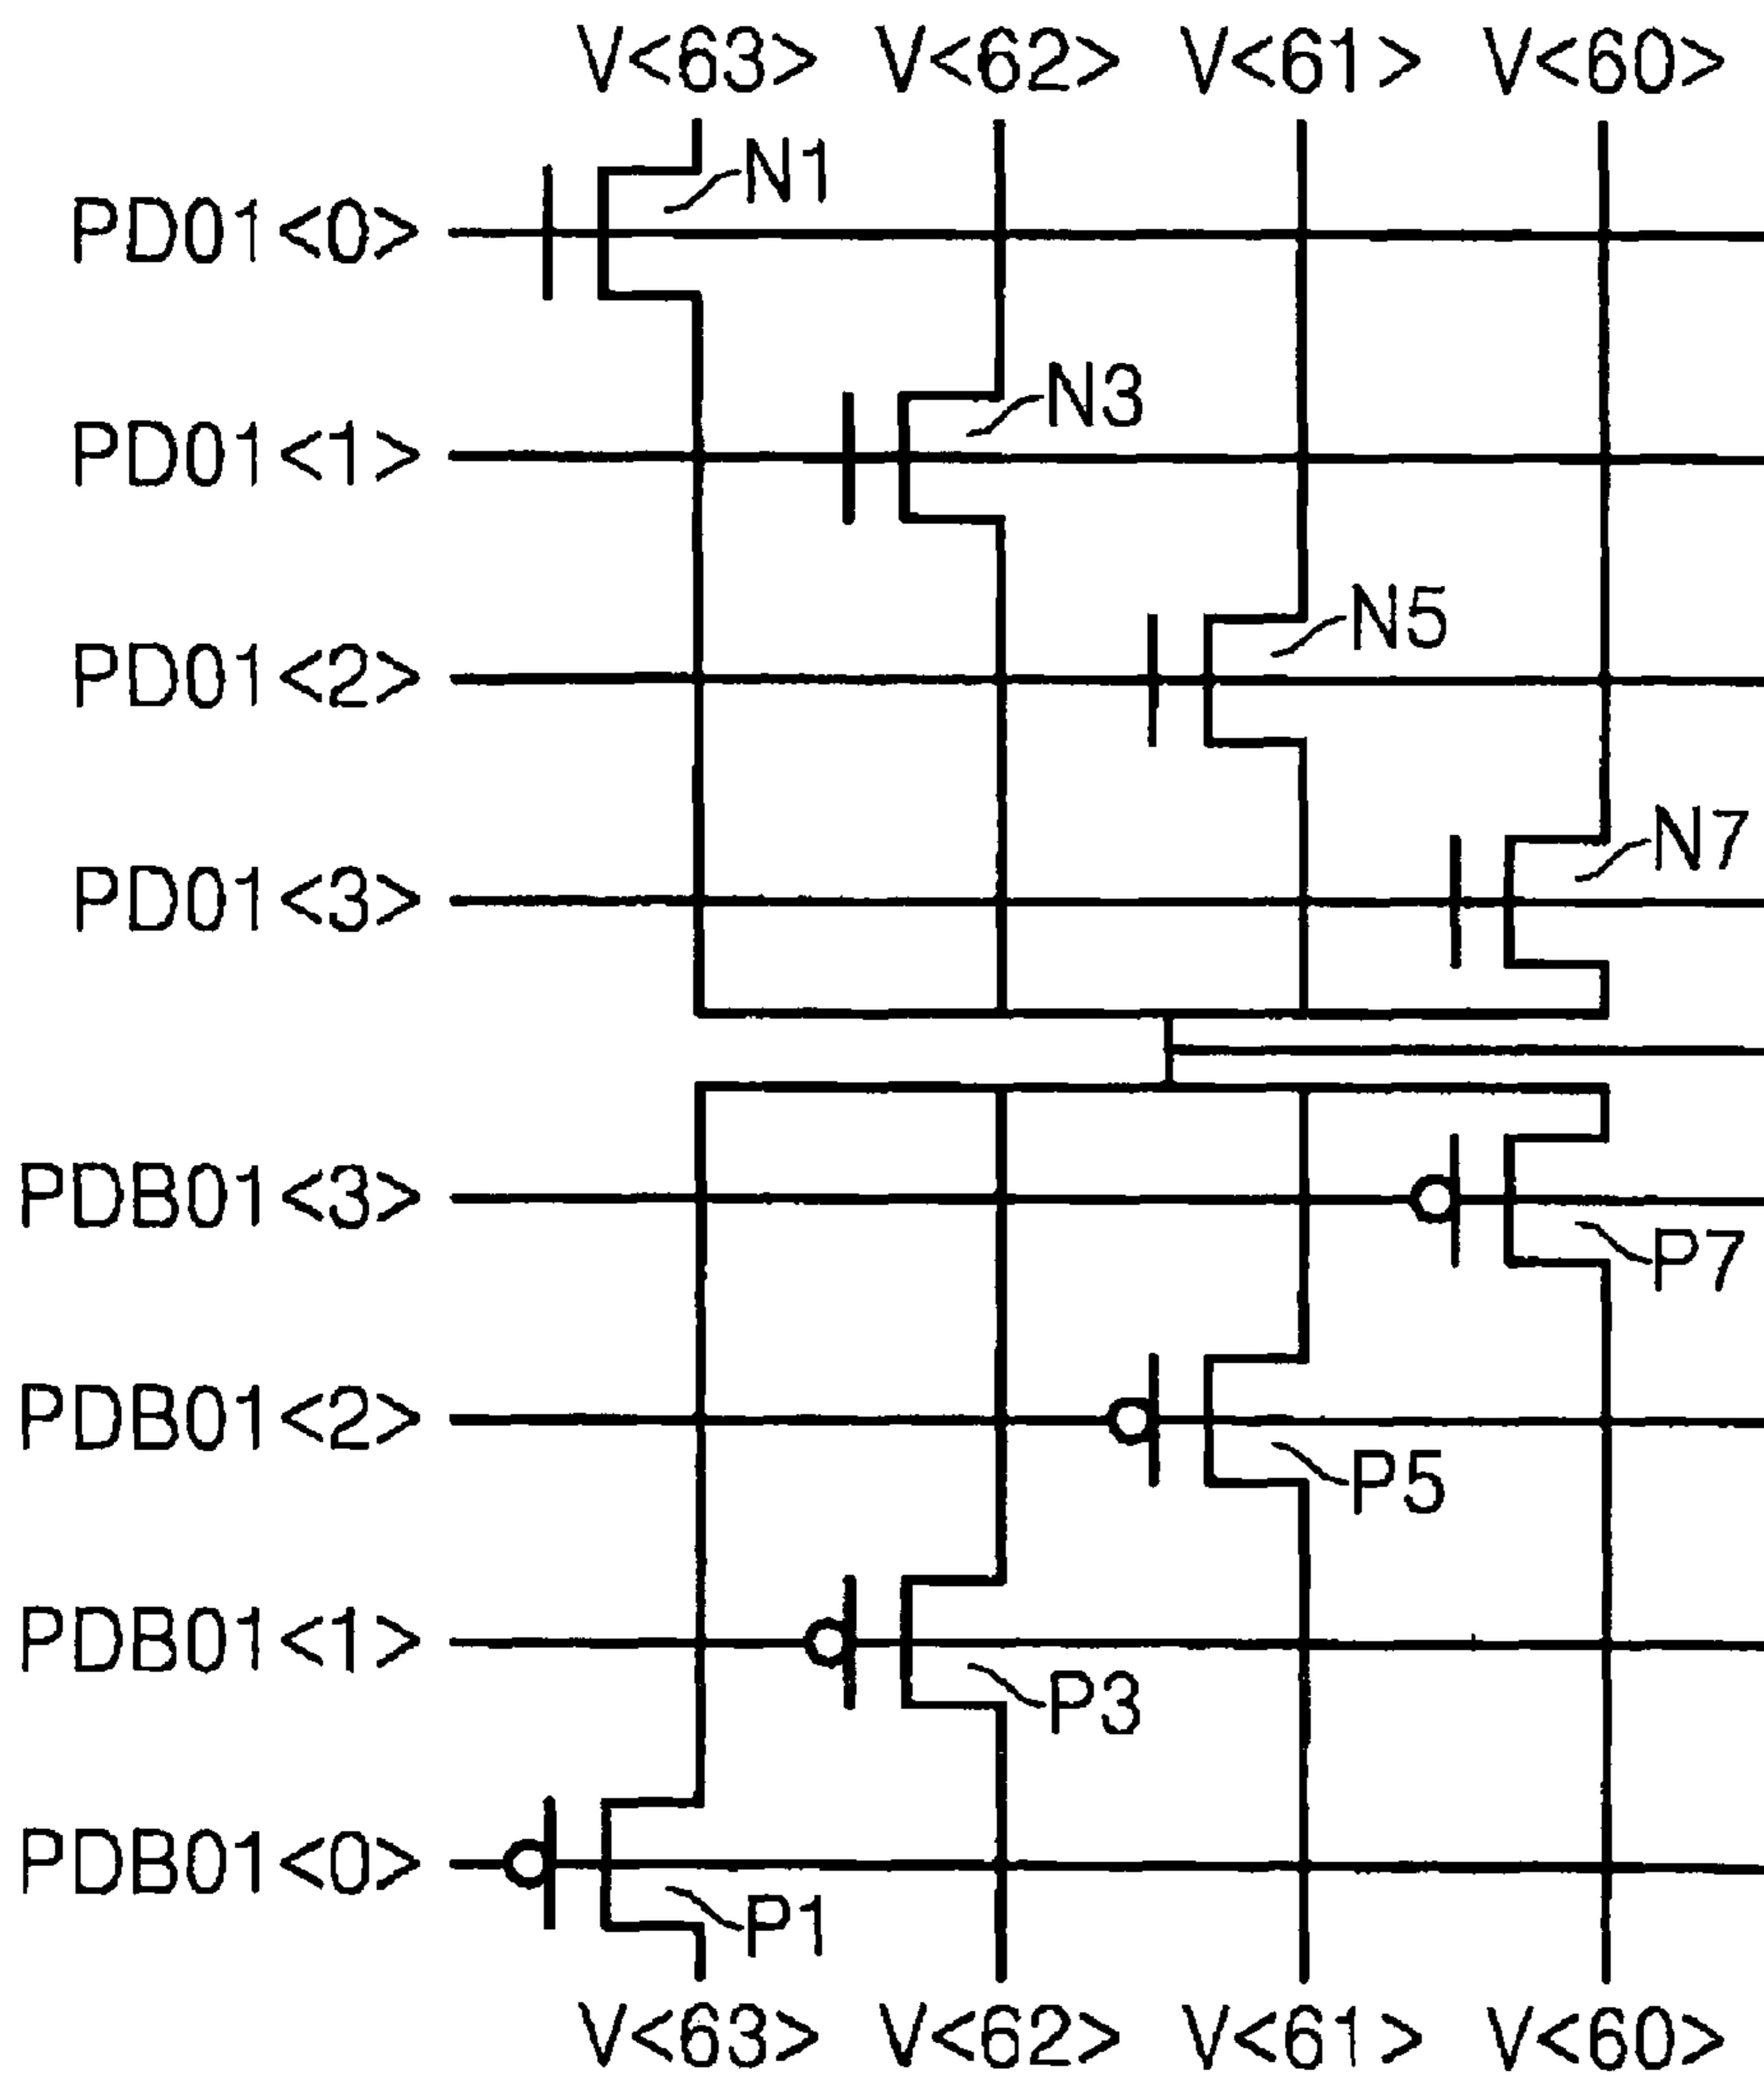 V<63> V<62> V<61> V<60>
N1
PD01<0>
N3
PD01<1>
N5
PD01<2>
N7
PD01<3>
PDB01<3>
P7
PDB01<2>
P5
PDB01<1>
P3
PDB01<0>
P1
V<63> V<62> V<61> V<60>